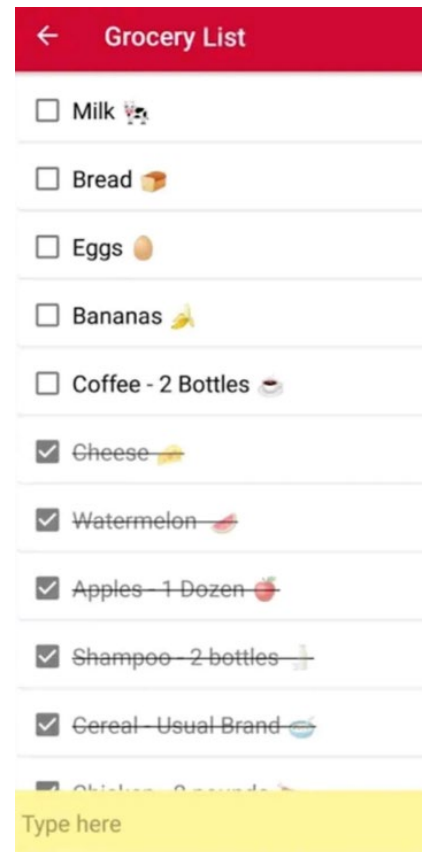 Grocery List
Milk
Bread
Eggs
Bananas
Coffee - 2 Bottles
Cheese
Watermelon
Apples - 1 Dozen
Shampoo - 2 bottles
Cereal - Usual Brand
Type here